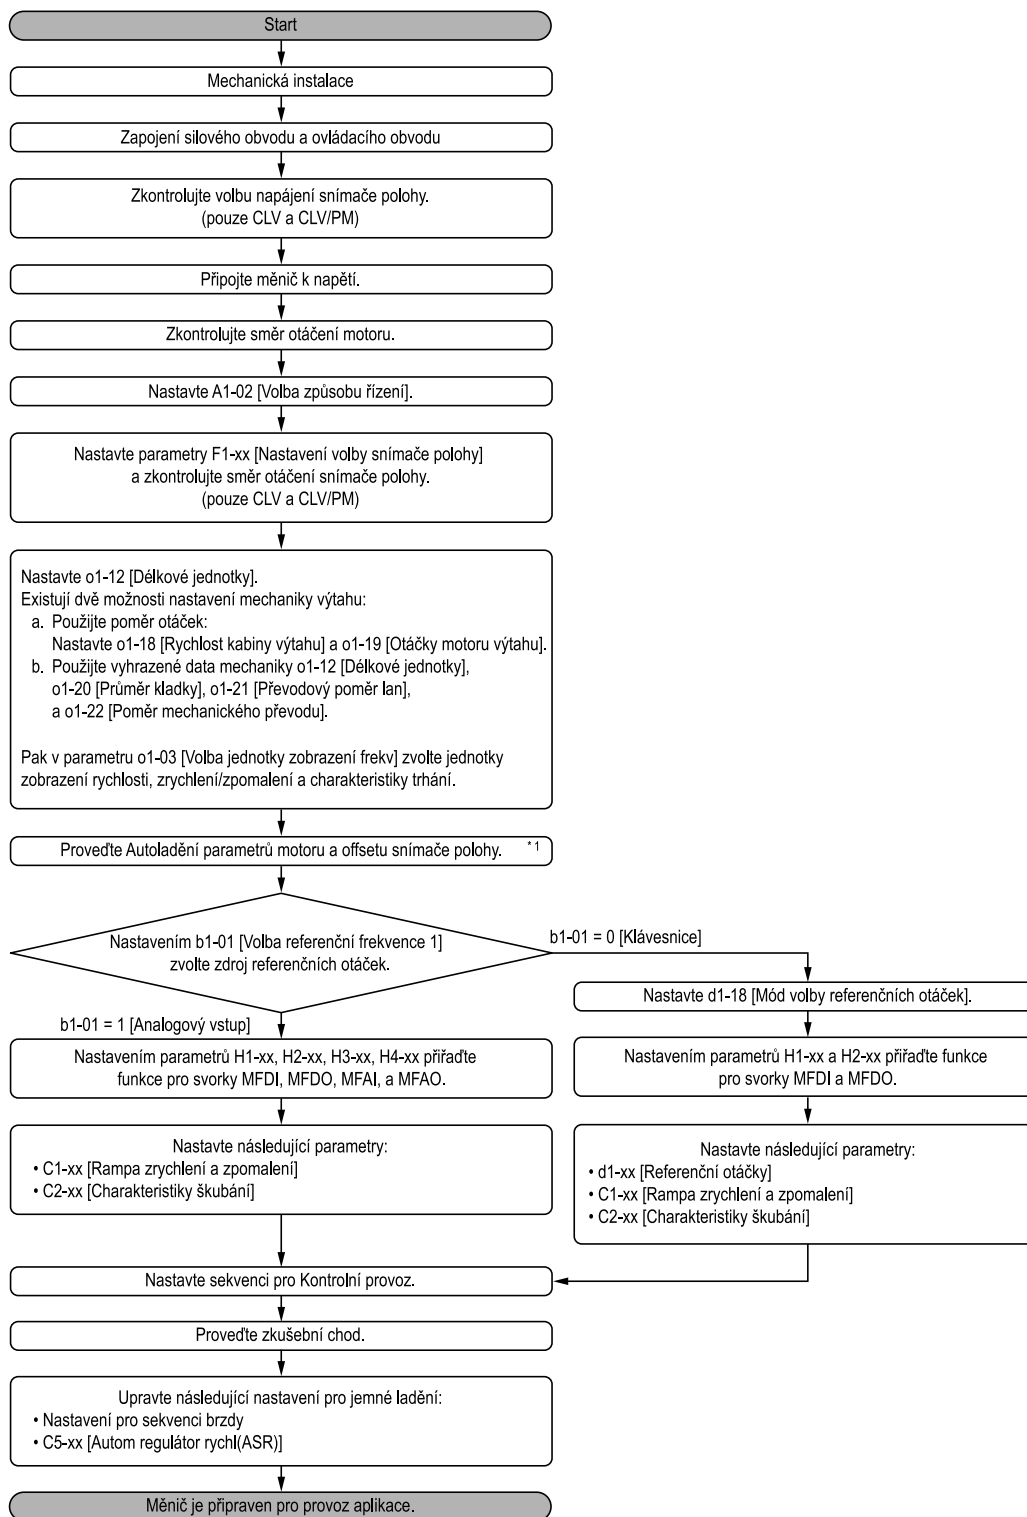 Start
Mechanická instalace
Zapojení silového obvodu a ovládacího obvodu
Zkontrolujte volbu napájení snímače polohy.
(pouze CLV a CLV/PM)
Připojte měnič k napětí.
Zkontrolujte směr otáčení motoru.
Nastavte A1-02 [Volba způsobu řízení].
Nastavte parametry F1-xx [Nastavení volby snímače polohy]
a zkontrolujte směr otáčení snímače polohy.
(pouze CLV a CLV/PM)
Nastavte o1-12 [Délkové jednotky].
Existují dvě možnosti nastavení mechaniky výtahu:
a. Použijte poměr otáček:
Nastavte o1-18 [Rychlost kabiny výtahu] a o1-19 [Otáčky motoru výtahu].
b. Použijte vyhrazené data mechaniky o1-12 [Délkové jednotky],
o1-20 [Průměr kladky], o1-21 [Převodový poměr lan],
a o1-22 [Poměr mechanického převodu].
Pak v parametru o1-03 [Volba jednotky zobrazení frekv] zvolte jednotky
zobrazení rychlosti, zrychlení/zpomalení a charakteristiky trhání.
Proveďte Autoladění parametrů motoru a offsetu snímače polohy. *1
Nastavením b1-01 [Volba referenční frekvence 1]
zvolte zdroj referenčních otáček.
b1-01 = 0 [Klávesnice]
b1-01 = 1 [Analogový vstup]
Nastavením parametrů H1-xx, H2-xx, H3-xx, H4-xx přiřaďte
funkce pro svorky MFDI, MFDO, MFAI, a MFAO.
Nastavte následující parametry:
• C1-xx [Rampa zrychlení a zpomalení]
• C2-xx [Charakteristiky škubání]
Nastavte d1-18 [Mód volby referenčních otáček].
Nastavením parametrů H1-xx a H2-xx přiřaďte funkce
pro svorky MFDI a MFDO.
Nastavte následující parametry:
• d1-xx [Referenční otáčky]
• C1-xx [Rampa zrychlení a zpomalení]
• C2-xx [Charakteristiky škubání]
Nastavte sekvenci pro Kontrolní provoz.
Proveďte zkušební chod.
Upravte následující nastavení pro jemné ladění:
• Nastavení pro sekvenci brzdy
• C5-xx [Autom regulátor rychl(ASR)]
Měnič je připraven pro provoz aplikace.